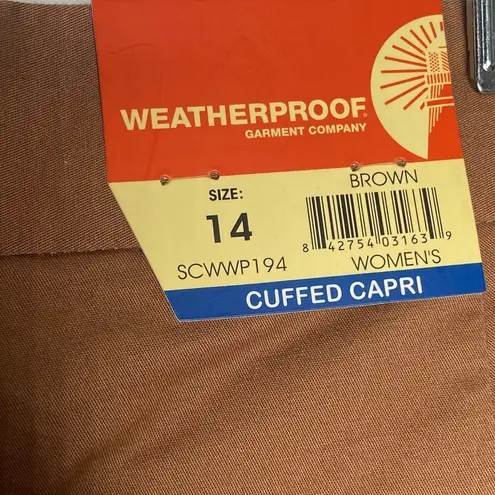 WEATHERPROOF®
GARMENT COMPANY
SIZE:
14
SCWWP194
BROWN
8 42754 03163 9
WOMEN'S
CUFFED CAPRI